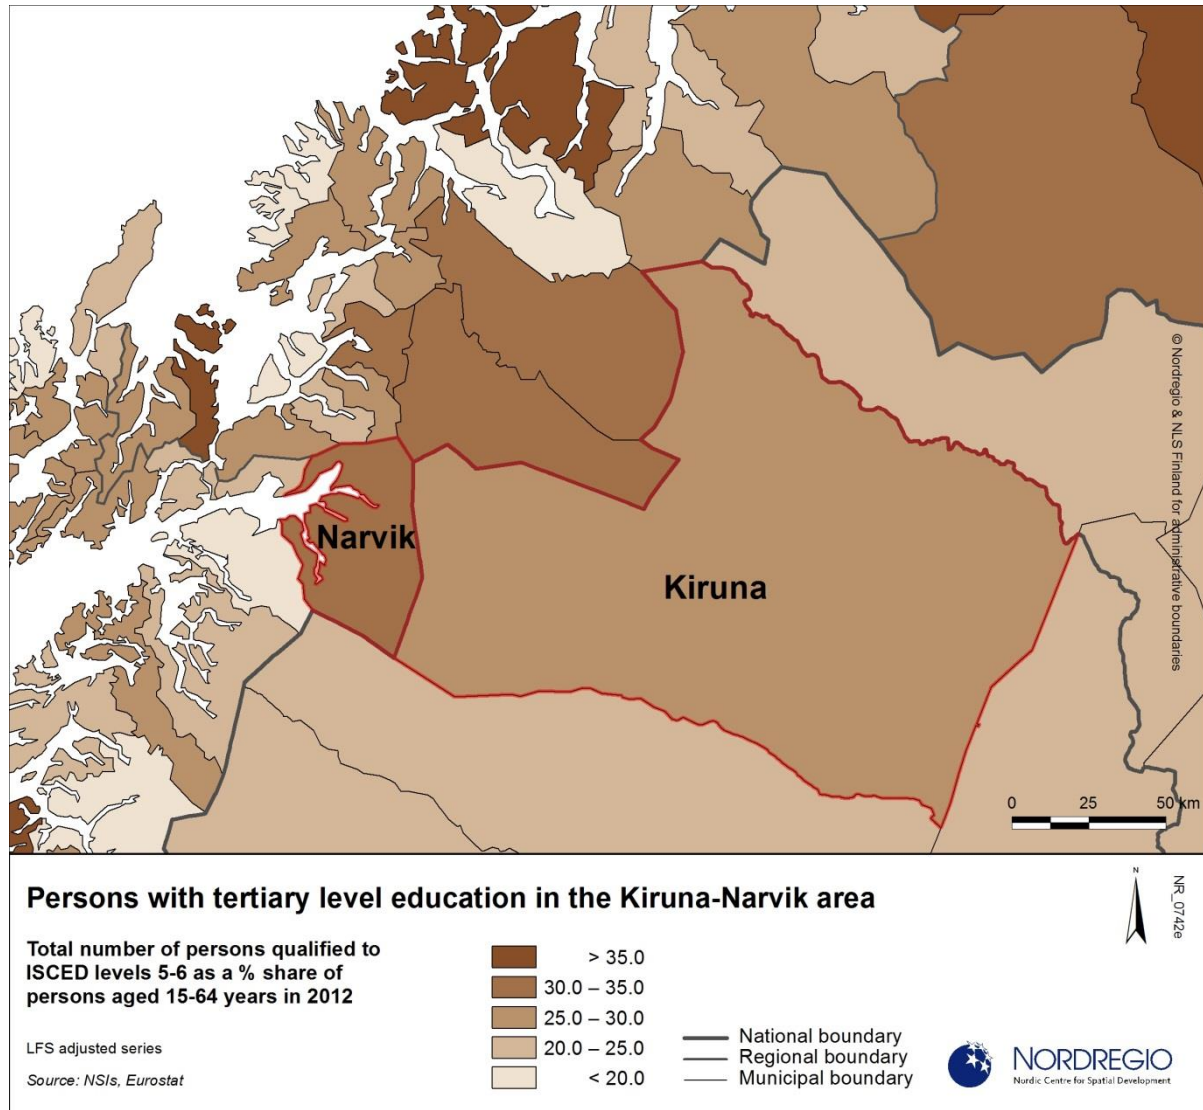 Narvik
Kiruna
© Nordregio & NLS Finland for administrative boundaries
0 25 50 km
Persons with tertiary level education in the Kiruna-Narvik area
Total number of persons qualified to
ISCED levels 5-6 as a % share of
persons aged 15-64 years in 2012
LFS adjusted series
Source: NSIs, Eurostat
> 35.0
30.0 – 35.0
25.0 – 30.0
20.0 – 25.0
< 20.0
National boundary
Regional boundary
Municipal boundary
N
NR_0742e
NORDREGIO
Nordic Centre for Spatial Development